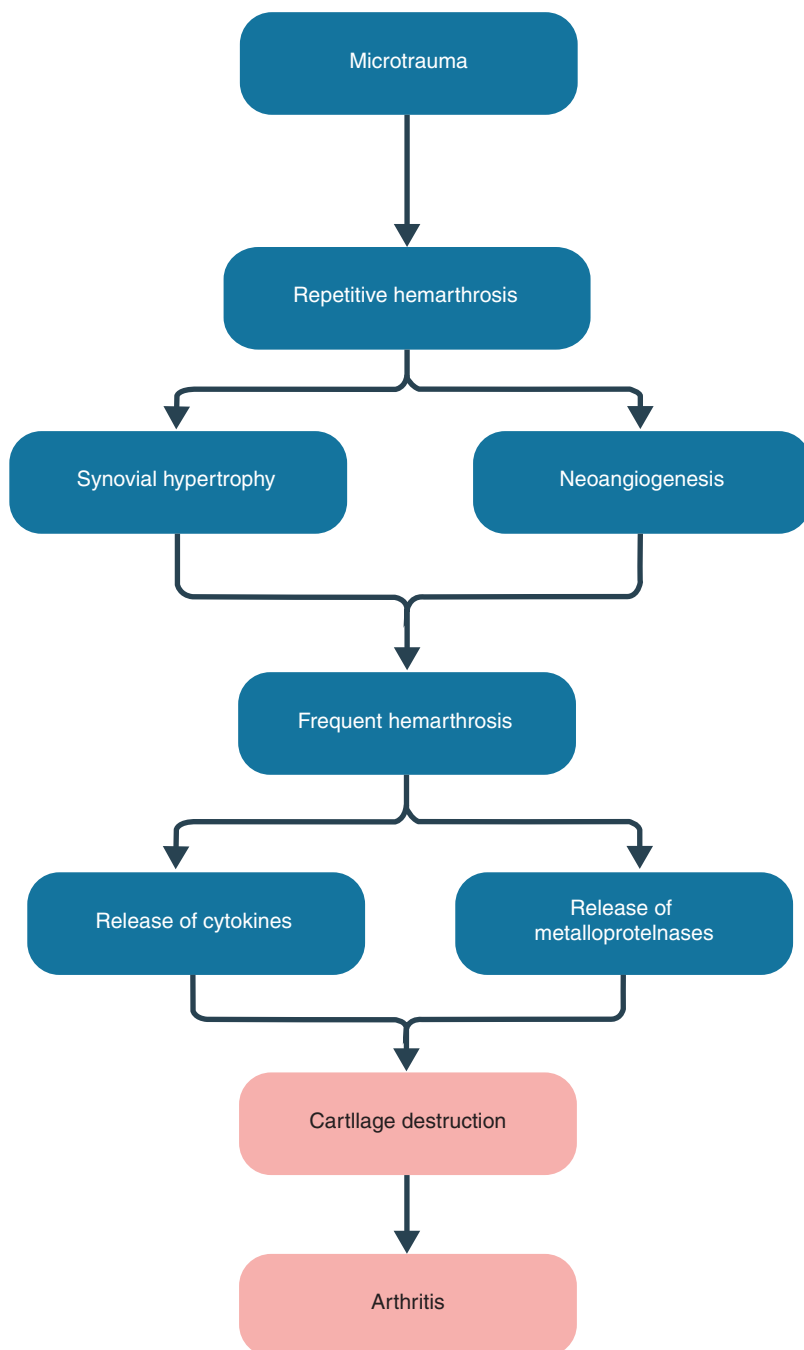 Microtrauma
Repetitive hemarthrosis
Synovial hypertrophy
Neoangiogenesis
Frequent hemarthrosis
Release of cytokines
Release of
metalloprotelnases
Cartllage destruction
Arthritis